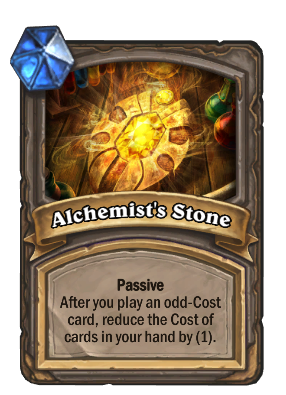 Alchemist's Stone
Passive
After you play an odd-Cost
card, reduce the Cost of
cards in your hand by (1).